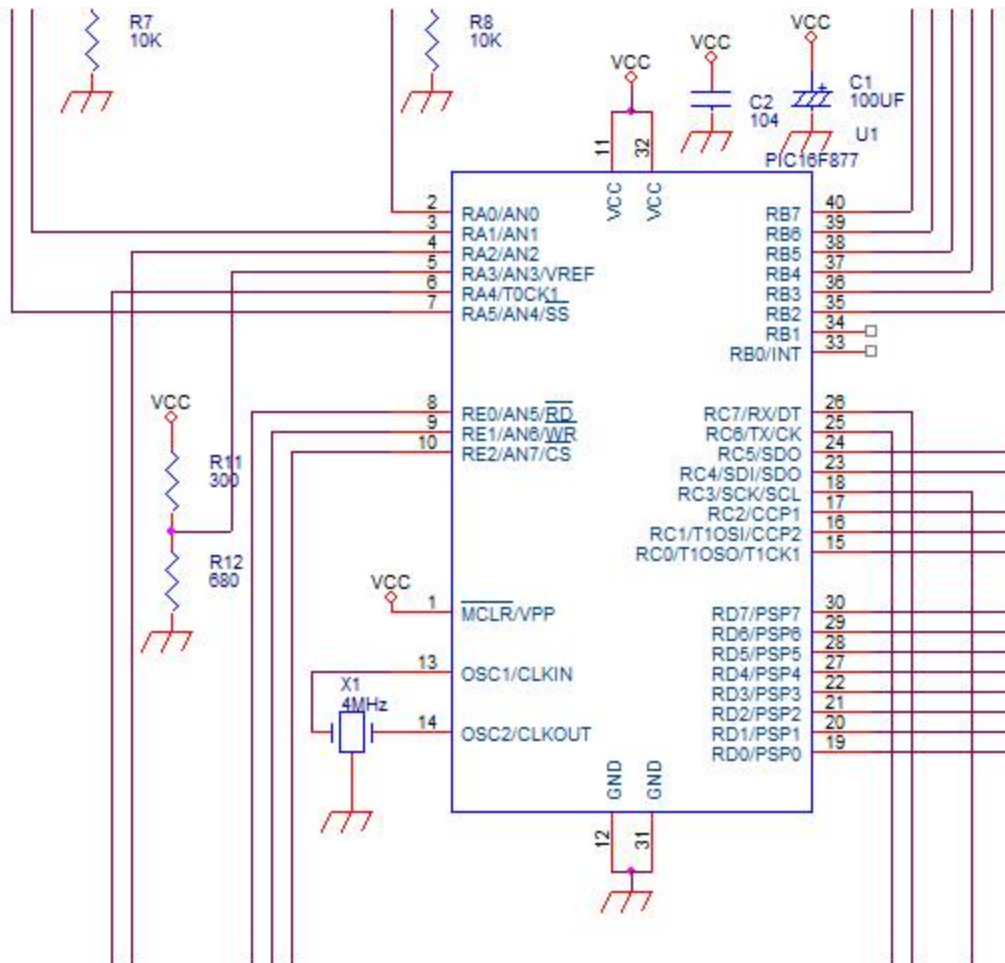 R7
10K
R8
10K
VCC
VCC
VCC
C2
104
C1
100UF
U1
PIC16F877
11
32
VCC
VCC
2
RA0/AN0
3
RA1/AN1
4
RA2/AN2
5
RA3/AN3/VREF
6
RA4/T0CK1
7
RA5/AN4/SS
RB7
40
RB6
39
RB5
38
RB4
37
RB3
36
RB2
35
RB1
34
RB0/INT
33
8
RE0/AN5/RD
9
RE1/AN6/WR
10
RE2/AN7/CS
RC7/RX/DT
26
RC6/TX/CK
25
RC5/SDO
24
RC4/SDI/SDO
23
RC3/SCK/SCL
18
RC2/CCP1
17
RC1/T1OSI/CCP2
16
RC0/T1OSO/T1CK1
15
VCC
R11
300
R12
680
VCC
1
MCLR/VPP
13
OSC1/CLKIN
X1
4MHz
14
OSC2/CLKOUT
RD7/PSP7
30
RD6/PSP6
29
RD5/PSP5
28
RD4/PSP4
27
RD3/PSP3
22
RD2/PSP2
21
RD1/PSP1
20
RD0/PSP0
19
GND
GND
12
31